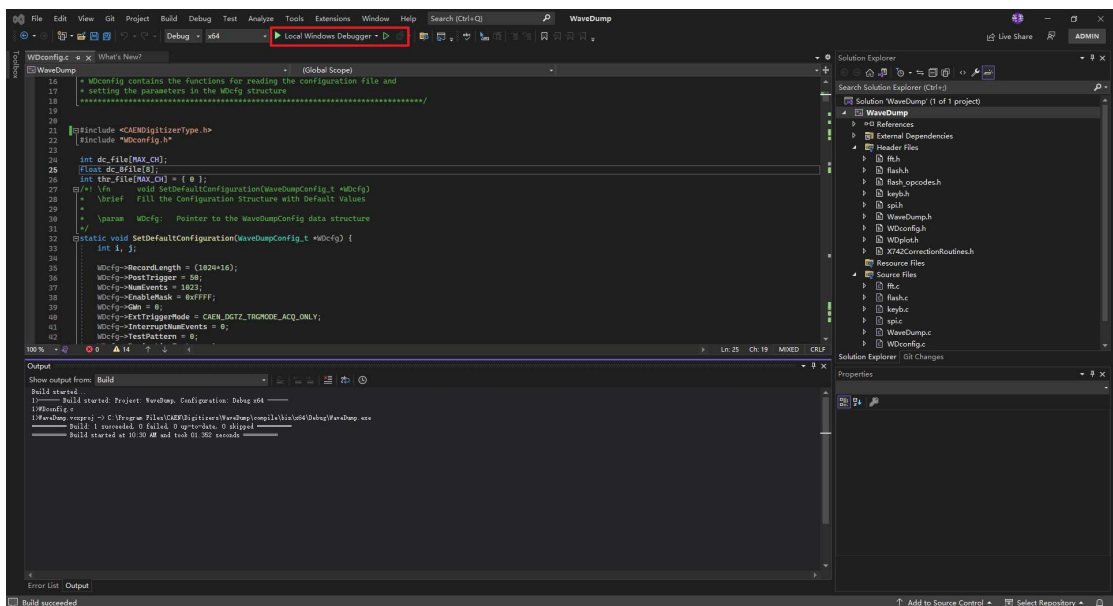 File Edit View Git Project Build Debug Test Analyze Tools Extensions Window Help Search (Ctrl+Q) WaveDump
Debug x64 Local Windows Debugger Live Share ADMIN
Toolbox
WDconfig.c What's New?
WaveDump (Global Scope)
16 * WDconfig contains the functions for reading the configuration file and
17 * setting the parameters in the WDcfg structure
18 ******************************************************************************/
19
20
21 #include <CAENDigitizerType.h>
22 #include "WDconfig.h"
23
24 int dc_file[MAX_CH];
25 float dc_8file[8];
26 int thr_file[MAX_CH] = { 0 };
27 /*! \fn void SetDefaultConfiguration(WaveDumpConfig_t *WDcfg)
28 * \brief Fill the Configuration Structure with Default Values
29 *
30 * \param WDcfg: Pointer to the WaveDumpConfig data structure
31 */
32 static void SetDefaultConfiguration(WaveDumpConfig_t *WDcfg) {
33 int i, j;
34
35 WDcfg->RecordLength = (1024*16);
36 WDcfg->PostTrigger = 50;
37 WDcfg->NumEvents = 1023;
38 WDcfg->EnableMask = 0xFFFF;
39 WDcfg->GWn = 0;
40 WDcfg->ExtTriggerMode = CAEN_DGTZ_TRGMODE_ACQ_ONLY;
41 WDcfg->InterruptNumEvents = 0;
42 WDcfg->TestPattern = 0;
100 % 0 14 Ln: 25 Ch: 19 MIXED CRLF
Output
Show output from: Build
Build started...
1>------ Build started: Project: WaveDump, Configuration: Debug x64 ------
1>WDconfig.c
1>WaveDump.vcxproj -> C:\Program Files\CAEN\Digitizers\WaveDump\compile\bin\x64\Debug\WaveDump.exe
========== Build: 1 succeeded, 0 failed, 0 up-to-date, 0 skipped ==========
========== Build started at 10:30 AM and took 01.352 seconds ==========
Error List Output
Solution Explorer
Search Solution Explorer (Ctrl+;)
Solution 'WaveDump' (1 of 1 project)
WaveDump
References
External Dependencies
Header Files
fft.h
flash.h
flash_opcodes.h
keyb.h
spi.h
WaveDump.h
WDconfig.h
WDplot.h
X742CorrectionRoutines.h
Resource Files
Source Files
fft.c
flash.c
keyb.c
spi.c
WaveDump.c
WDconfig.c
Solution Explorer Git Changes
Properties
Build succeeded Add to Source Control Select Repository